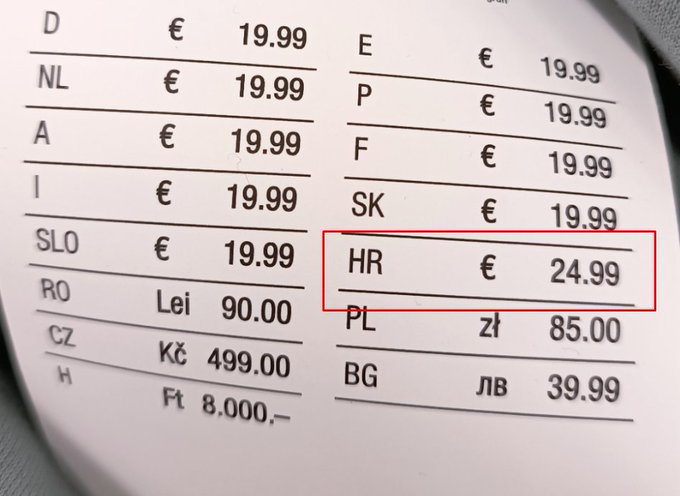 D € 19.99
NL € 19.99
A € 19.99
I € 19.99
SLO € 19.99
RO Lei 90.00
CZ Kč 499.00
H Ft 8.000,–
E € 19.99
P € 19.99
F € 19.99
SK € 19.99
HR € 24.99
PL zł 85.00
BG лв 39.99